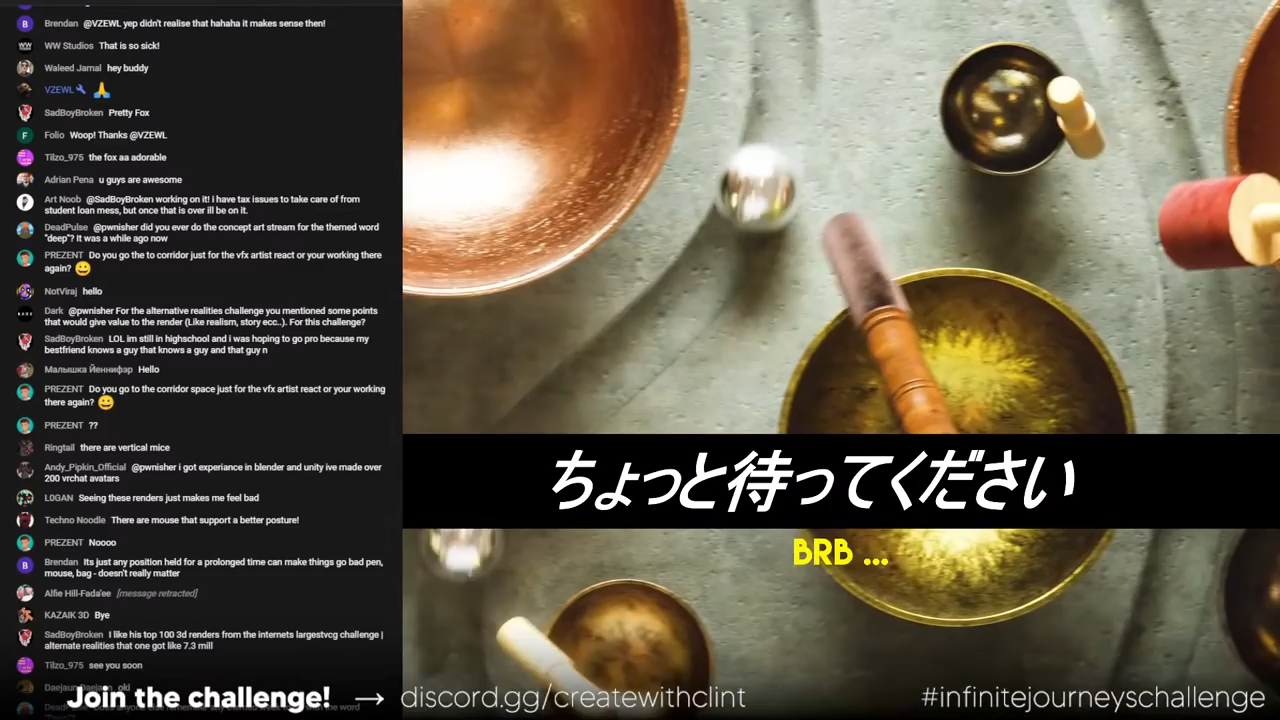 Brendan @VZEWL yep didn't realise that hahaha it makes sense then!
WW Studios That is so sick!
Waleed Jamal hey buddy
VZEWL
SadBoyBroken Pretty Fox
Folio Woop! Thanks @VZEWL
Tilzo_975 the fox aa adorable
Adrian Pena u guys are awesome
Art Noob @SadBoyBroken working on it! i have tax issues to take care of from
student loan mess, but once that is over ill be on it.
DeadPulse @pwnisher did you ever do the concept art stream for the themed word
"deep"? It was a while ago now
PREZENT Do you go the to corridor just for the vfx artist react or your working there
again?
NotViraj hello
Dark @pwnisher For the alternative realities challenge you mentioned some points
that would give value to the render (Like realism, story ecc..). For this challenge?
SadBoyBroken LOL im still in highschool and i was hoping to go pro because my
bestfriend knows a guy that knows a guy and that guy n
Малышка Йеннифэр Hello
PREZENT Do you go to the corridor space just for the vfx artist react or your working
there again?
PREZENT ??
Ringtail there are vertical mice
Andy_Pipkin_Official @pwnisher i got experiance in blender and unity ive made over
200 vrchat avatars
L0GAN Seeing these renders just makes me feel bad
Techno Noodle There are mouse that support a better posture!
PREZENT Noooo
Brendan Its just any position held for a prolonged time can make things go bad pen,
mouse, bag - doesn't really matter
Alfie Hill-Fada'ee [message retracted]
KAZAIK 3D Bye
SadBoyBroken I like his top 100 3d renders from the internets largestvcg challenge |
alternate realities that one got like 7.3 mill
Tilzo_975 see you soon
ちょっと待ってください
BRB ...
Join the challenge! → discord.gg/createwithclint
#infinitejourneyschallenge